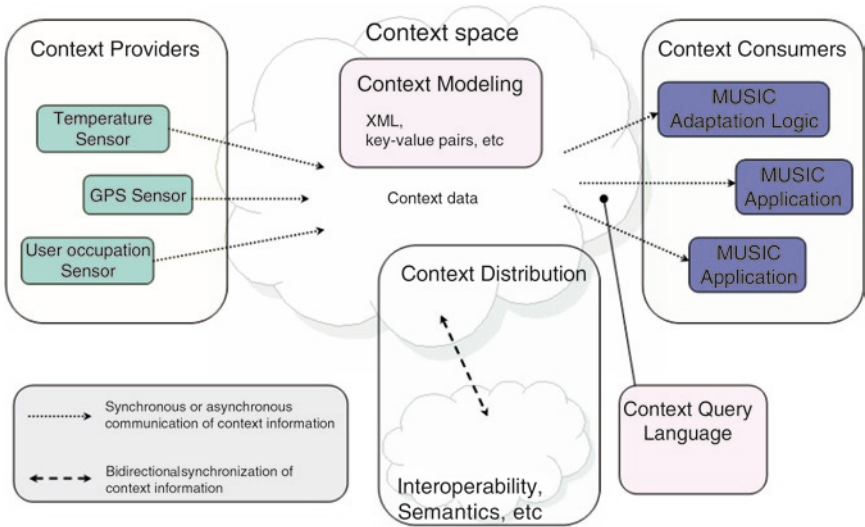 Context Providers
Temperature
Sensor
GPS Sensor
User occupation
Sensor
Context space
Context Modeling
XML,
key-value pairs, etc
Context data
Context Consumers
MUSIC
Adaptation Logic
MUSIC
Application
MUSIC
Application
Context Distribution
Interoperability,
Semantics, etc
Context Query
Language
Synchronous or asynchronous
communication of context information
Bidirectionalsynchronization of
context information